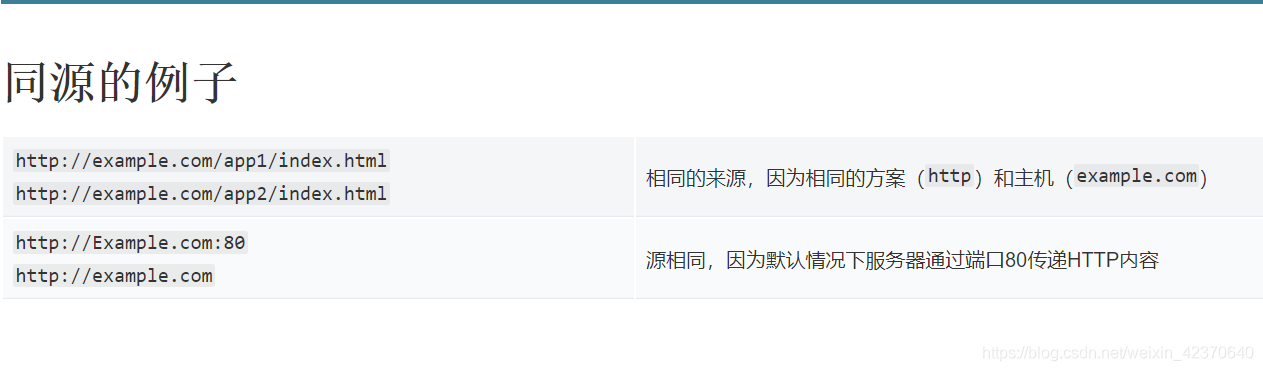 同源的例子
http://example.com/app1/index.html
http://example.com/app2/index.html
相同的来源，因为相同的方案（http）和主机（example.com）
http://Example.com:80
http://example.com
源相同，因为默认情况下服务器通过端口80传递HTTP内容
https://blog.csdn.net/weixin_42370640